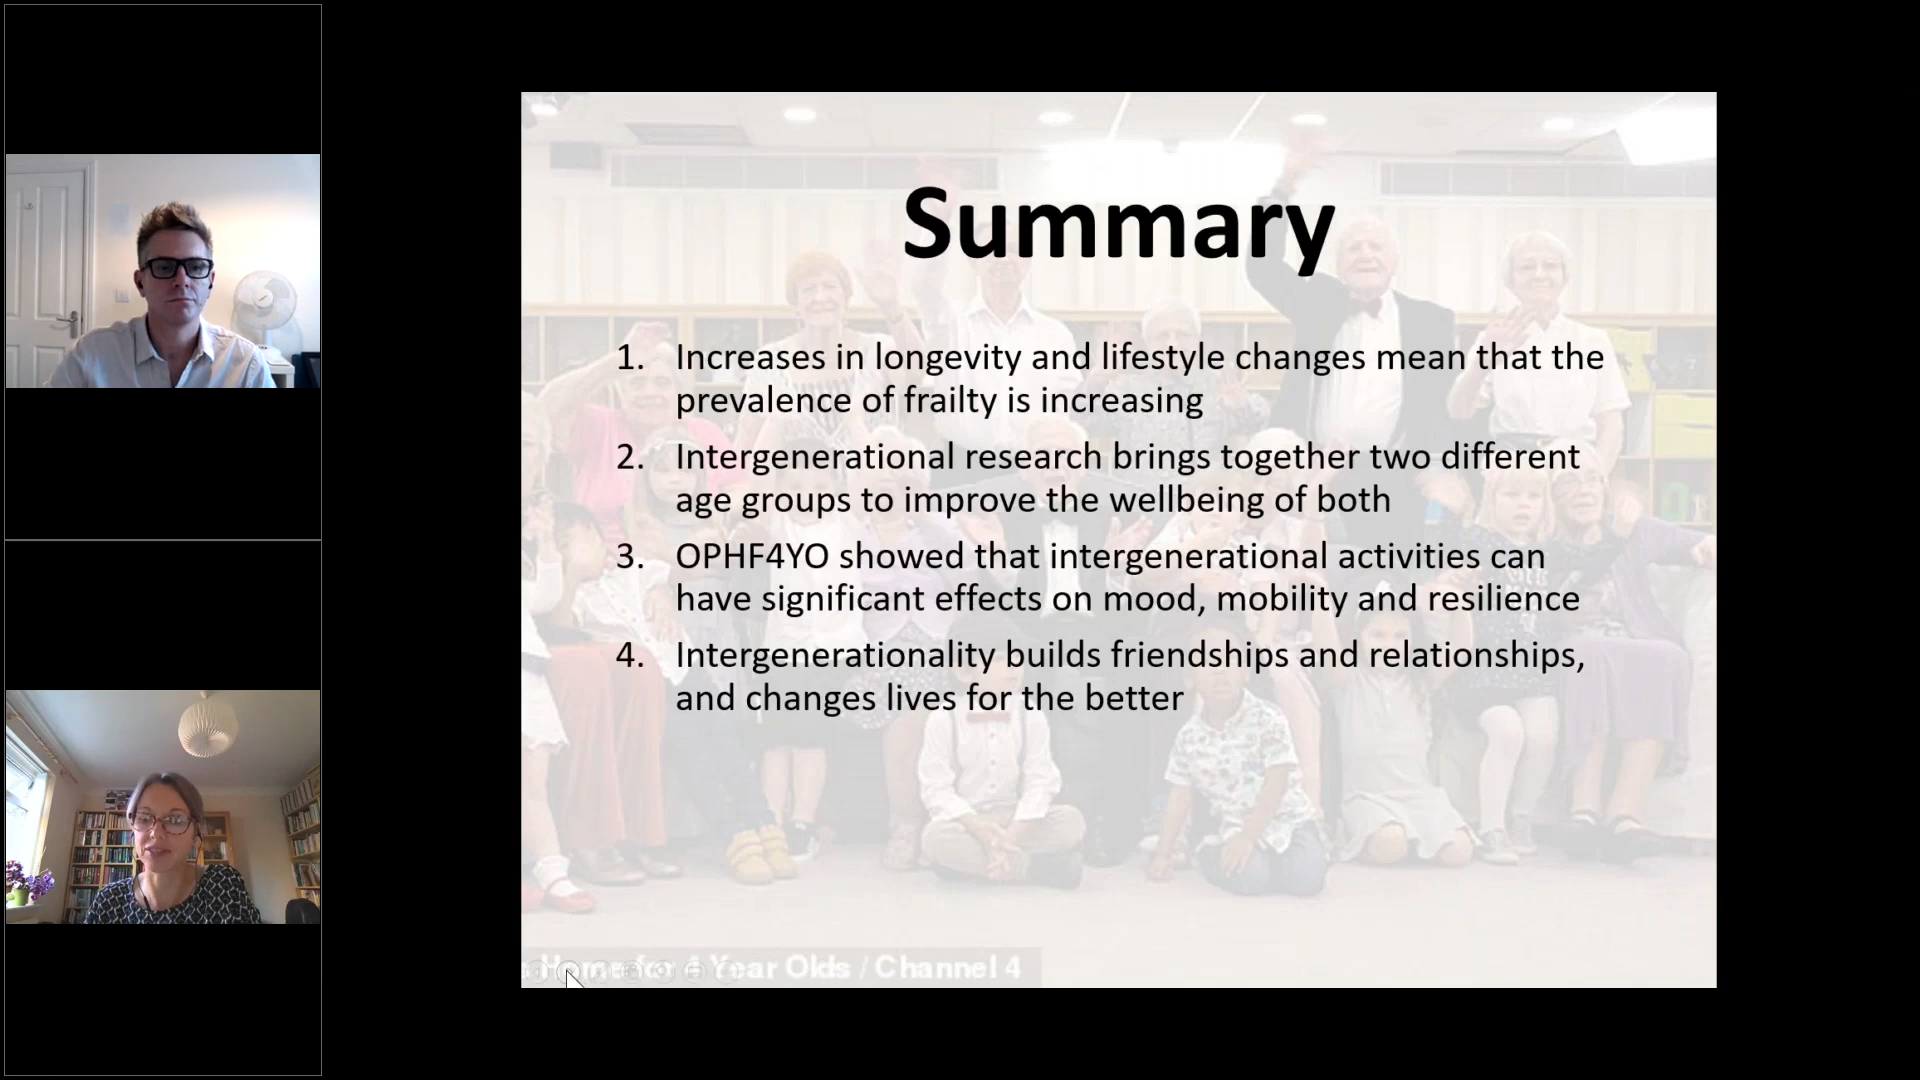 Summary
1. Increases in longevity and lifestyle changes mean that the
prevalence of frailty is increasing
2. Intergenerational research brings together two different
age groups to improve the wellbeing of both
3. OPHF4YO showed that intergenerational activities can
have significant effects on mood, mobility and resilience
4. Intergenerationality builds friendships and relationships,
and changes lives for the better
Home for 4 Year Olds / Channel 4